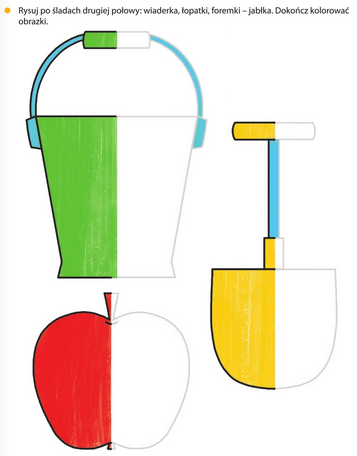 Rysuj po śladach drugiej połowy: wiaderka, łopatki, foremki – jabłka. Dokończ kolorować
obrazki.